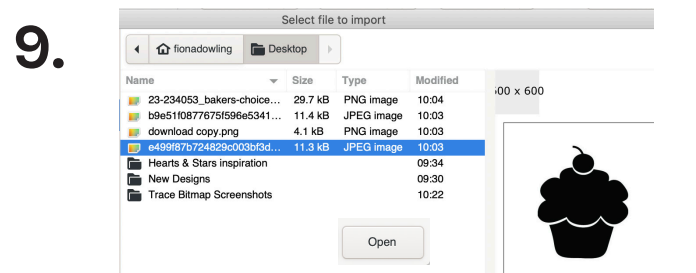 9.
Select file to import
fionadowling Desktop
Name Size Type Modified
23-234053_bakers-choice... 29.7 kB PNG image 10:04
b9e51f0877675f596e5341... 11.4 kB JPEG image 10:03
download copy.png 4.1 kB PNG image 10:03
e499f87b724829c003bf3d... 11.3 kB JPEG image 10:03
Hearts & Stars inspiration 09:34
New Designs 09:30
Trace Bitmap Screenshots 10:22
600 x 600
Open